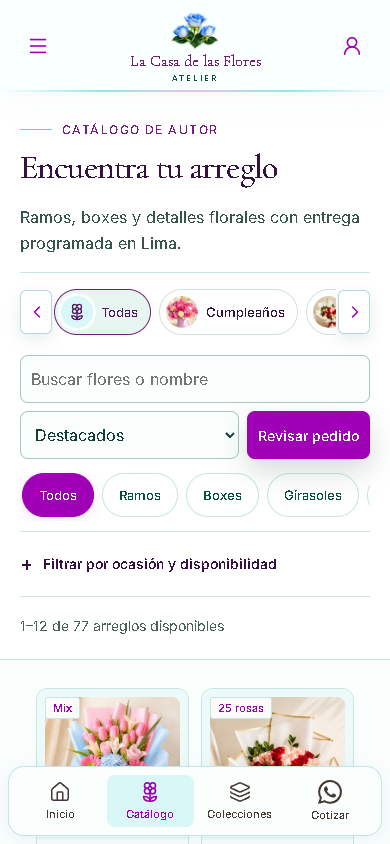 La Casa de las Flores
ATELIER
CATÁLOGO DE AUTOR
Encuentra tu arreglo
Ramos, boxes y detalles florales con entrega
programada en Lima.
Todas
Cumpleaños
Buscar flores o nombre
Destacados
Revisar pedido
Todos
Ramos
Boxes
Girasoles
+ Filtrar por ocasión y disponibilidad
1–12 de 77 arreglos disponibles
Mix
25 rosas
Inicio
Catálogo
Colecciones
Cotizar